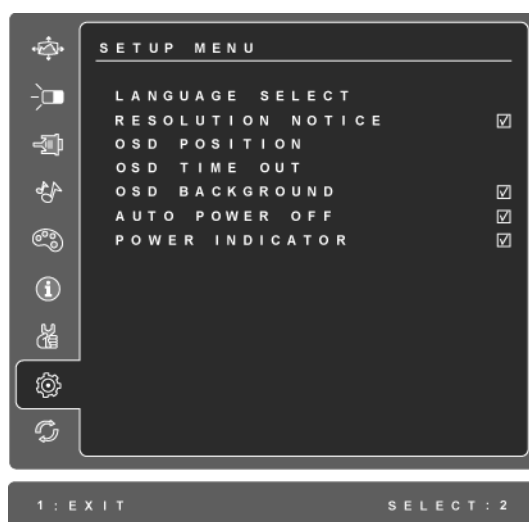 SETUP MENU
LANGUAGE SELECT
RESOLUTION NOTICE
OSD POSITION
OSD TIME OUT
OSD BACKGROUND
AUTO POWER OFF
POWER INDICATOR
1:EXIT SELECT:2